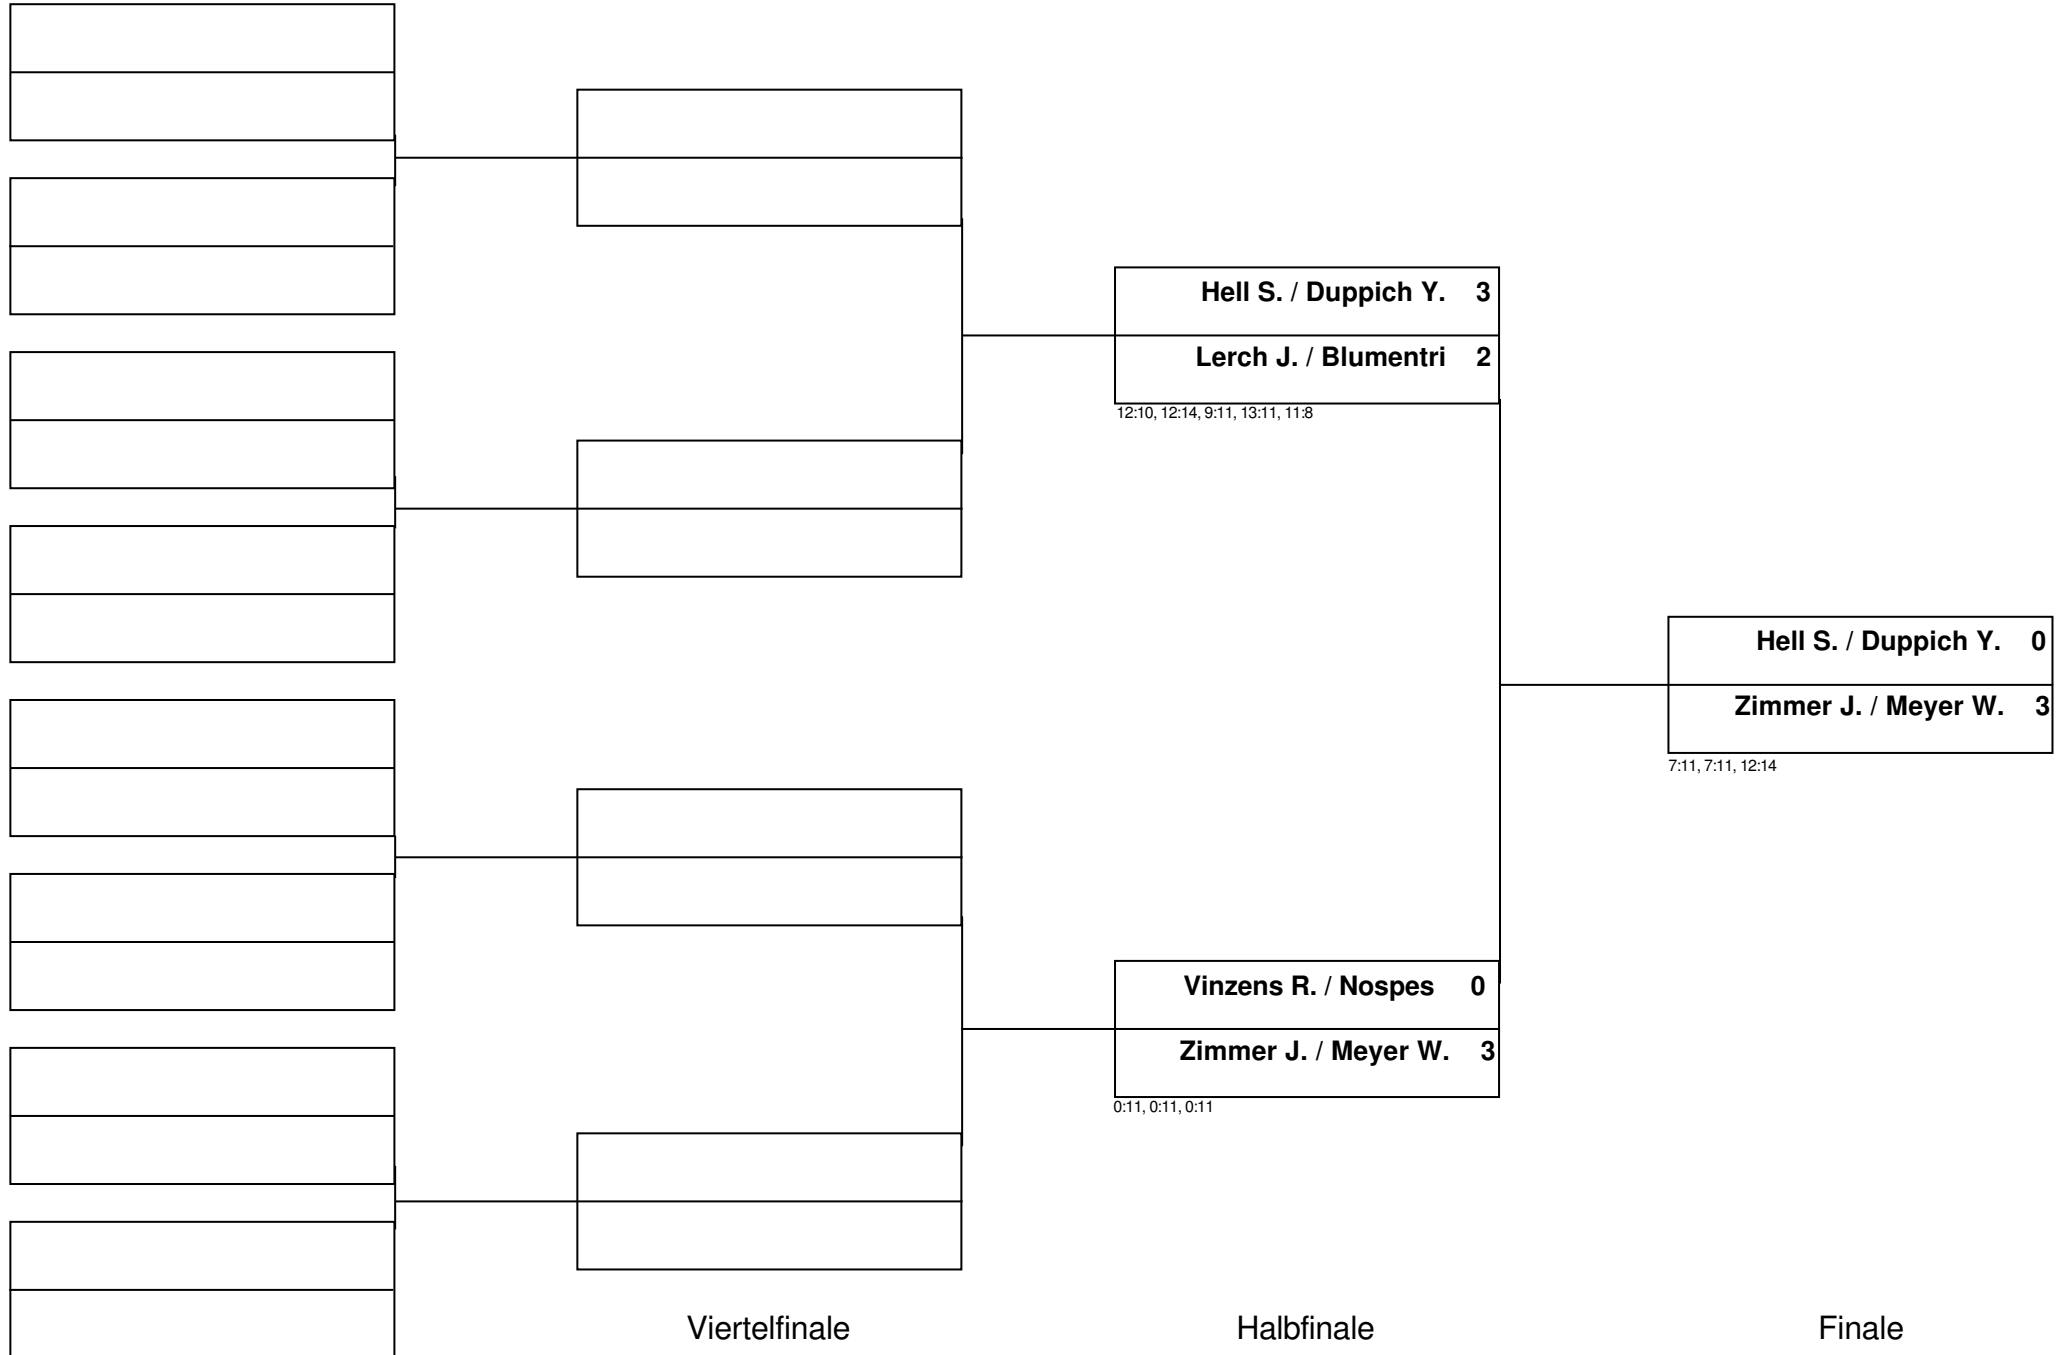 Hell S. / Duppich Y. 3
Lerch J. / Blumentri 2
12:10, 12:14, 9:11, 13:11, 11:8
Hell S. / Duppich Y. 0
Zimmer J. / Meyer W. 3
7:11, 7:11, 12:14
Vinzens R. / Nospes 0
Zimmer J. / Meyer W. 3
0:11, 0:11, 0:11
Viertelfinale
Halbfinale
Finale